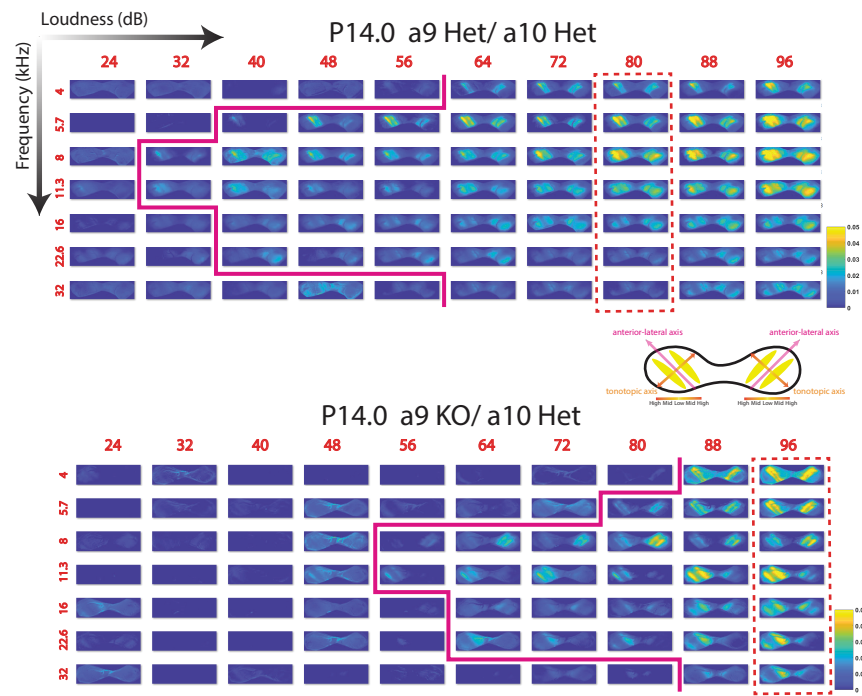 Loudness (dB)
P14.0 a9 Het/ a10 Het
Frequency (kHz)
24 32 40 48 56 64 72 80 88 96
4
5.7
8
11.3
16
22.6
32
0.05
0.04
0.03
0.02
0.01
0
anterior-lateral axis anterior-lateral axis
tonotopic axis tonotopic axis
High Mid Low Mid High High Mid Low Mid High
P14.0 a9 KO/ a10 Het
24 32 40 48 56 64 72 80 88 96
4
5.7
8
11.3
16
22.6
32